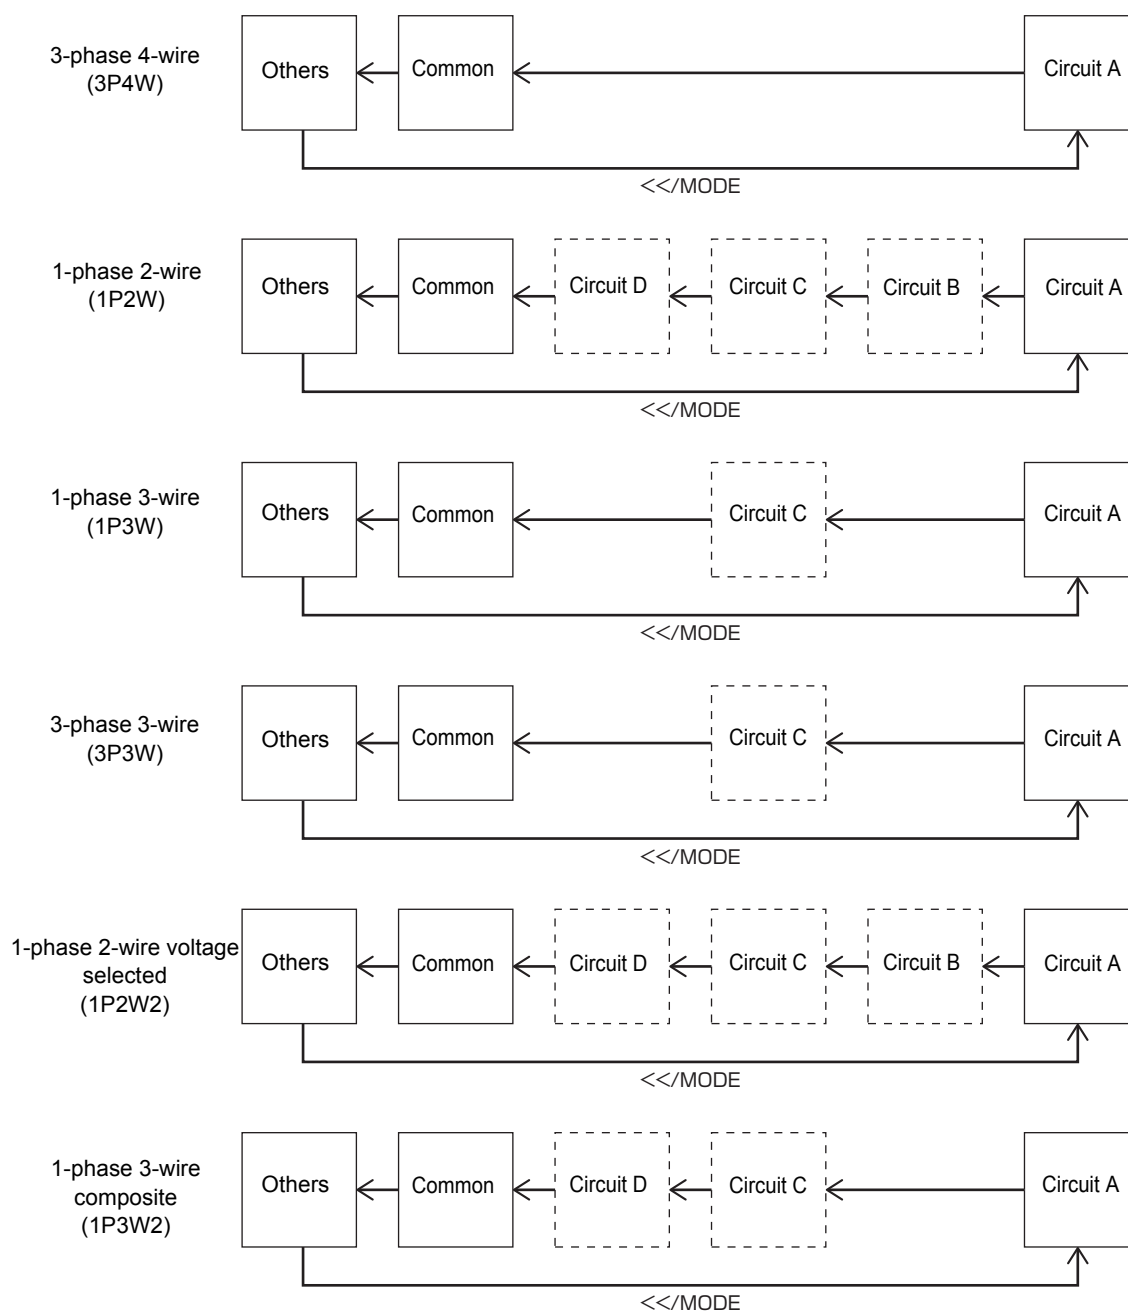 3-phase 4-wire
(3P4W)
Others
Common
Circuit A
<</MODE
1-phase 2-wire
(1P2W)
Others
Common
Circuit D
Circuit C
Circuit B
Circuit A
<</MODE
1-phase 3-wire
(1P3W)
Others
Common
Circuit C
Circuit A
<</MODE
3-phase 3-wire
(3P3W)
Others
Common
Circuit C
Circuit A
<</MODE
1-phase 2-wire voltage
selected
(1P2W2)
Others
Common
Circuit D
Circuit C
Circuit B
Circuit A
<</MODE
1-phase 3-wire
composite
(1P3W2)
Others
Common
Circuit D
Circuit C
Circuit A
<</MODE